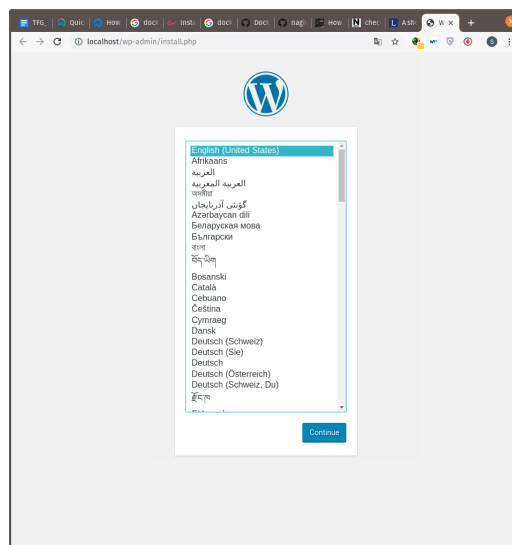 TFG_ Quic How doci Insta doci Doci nagi How chec A sho W
localhost/wp-admin/install.php
English (United States)
Afrikaans
العربية
العربية المغربية
অসমীয়া
گؤنئی آذربایجان
Azərbaycan dili
Беларуская мова
Български
বাংলা
བོད་ཡིག
Bosanski
Català
Cebuano
Čeština
Cymraeg
Dansk
Deutsch (Schweiz)
Deutsch (Sie)
Deutsch
Deutsch (Österreich)
Deutsch (Schweiz, Du)
རྫོང་ཁ
Continue